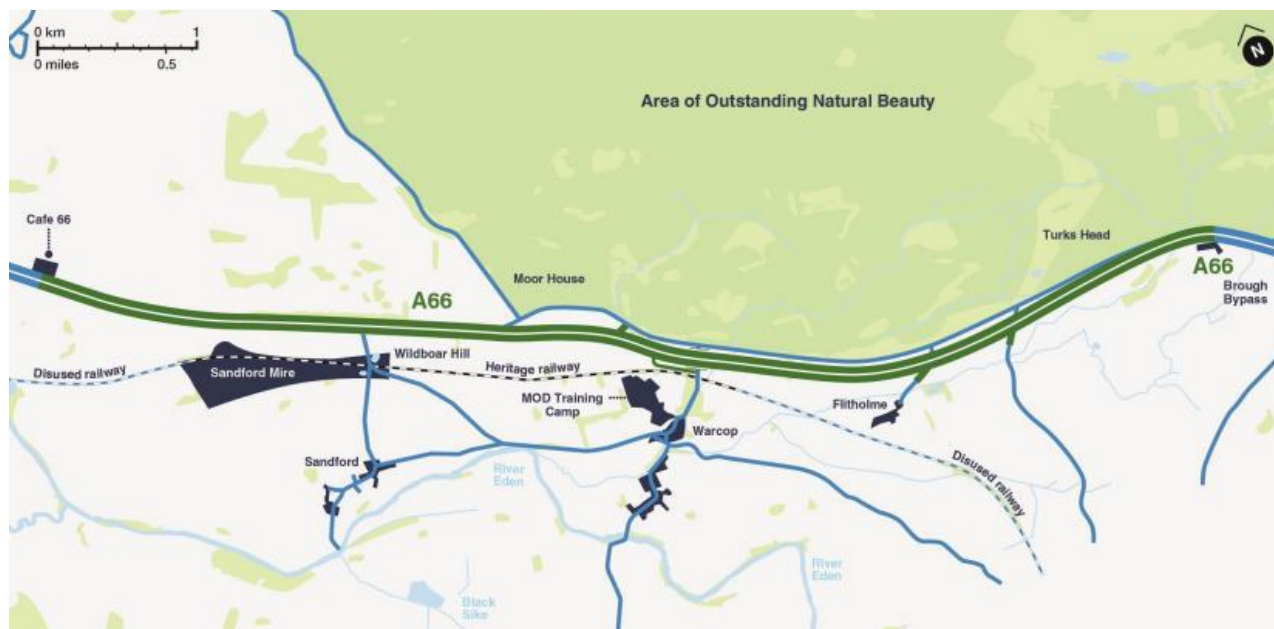 0 km 1
0 miles 0.5
N
Area of Outstanding Natural Beauty
Cafe 66
Turks Head
A66
Moor House
A66
Brough
Bypass
Wildboar Hill
Disused railway
Sandford Mire
Heritage railway
MOD Training
Camp
Flitholme
Warcop
Sandford
River
Eden
Disused railway
River
Eden
Black
Sike